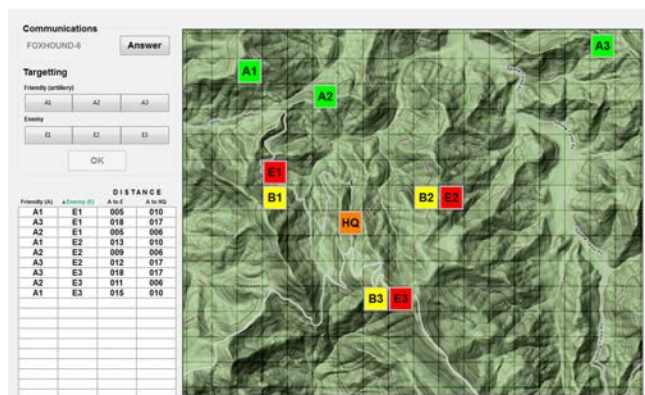 Communications
FOXHOUND-6 Answer
Targetting
Friendly (artillery)
A1 A2 A3
Enemy
E1 E2 E3
OK
DISTANCE
Friendly (A) ▲Enemy (E) A to E A to HQ
A1 E1 005 010
A3 E1 018 017
A2 E1 005 006
A1 E2 013 010
A2 E2 009 006
A3 E2 012 017
A3 E3 018 017
A2 E3 011 006
A1 E3 015 010
A3
A1
A2
E1
B1 B2 E2
HQ
B3 E3